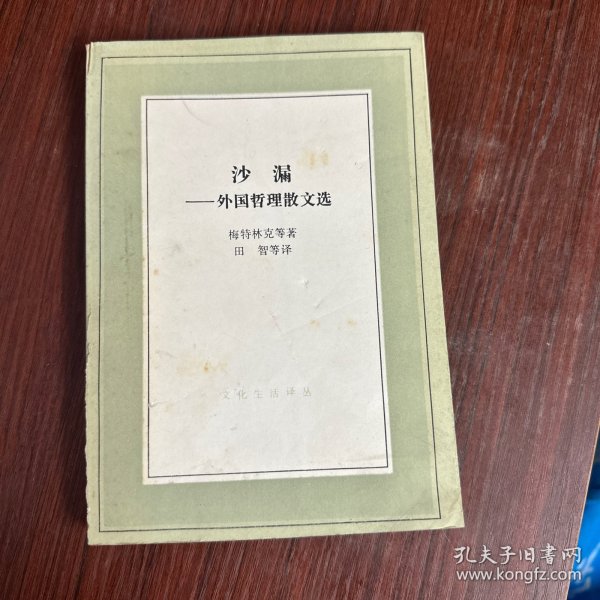 沙漏
——外国哲理散文选
梅特林克等著
田智等译
文化生活译丛
孔夫子旧书网
www.kongfz.com